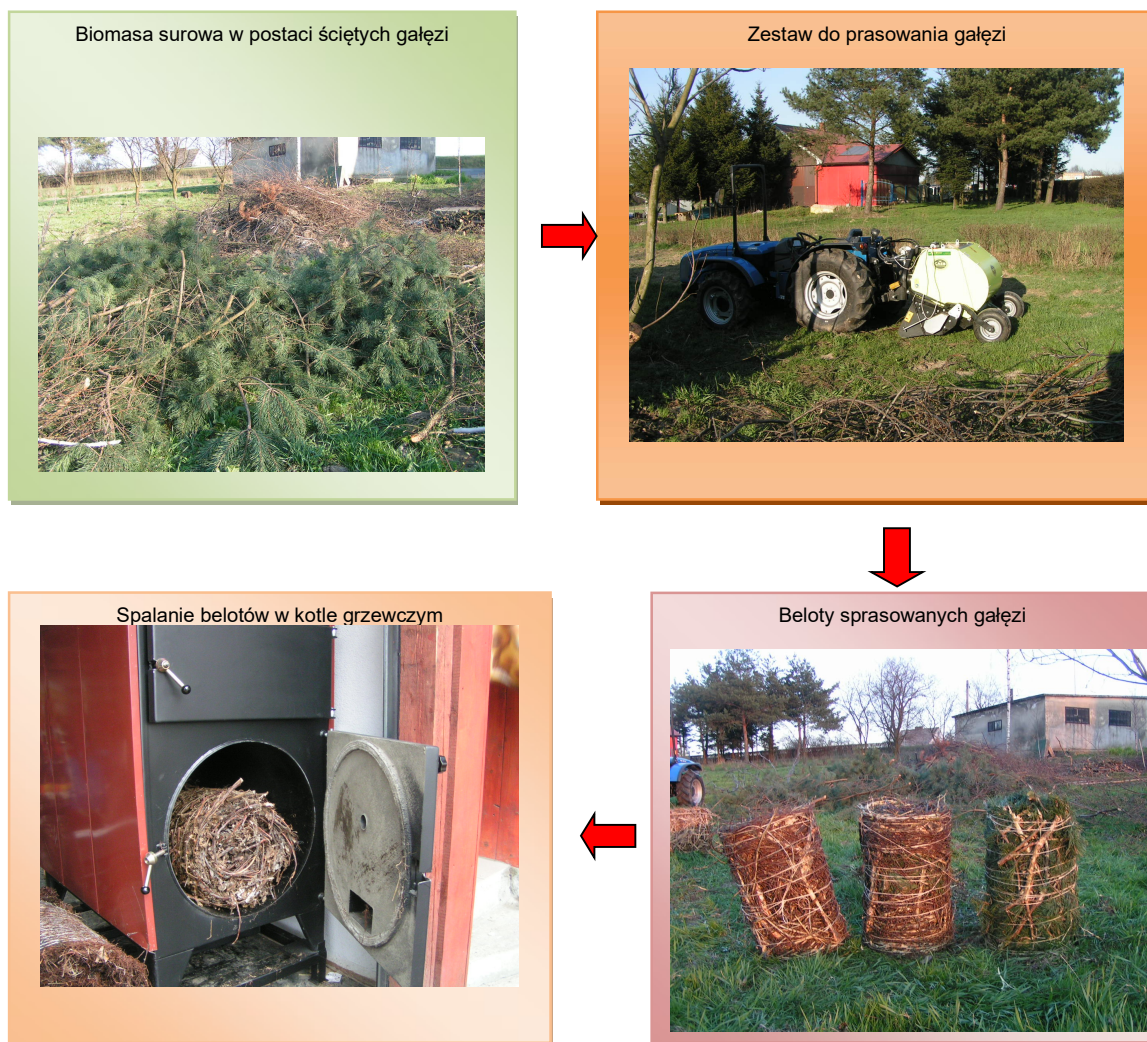 Biomasa surowa w postaci ściętych gałęzi
Zestaw do prasowania gałęzi
Spalanie belotów w kotle grzewczym
Beloty sprasowanych gałęzi